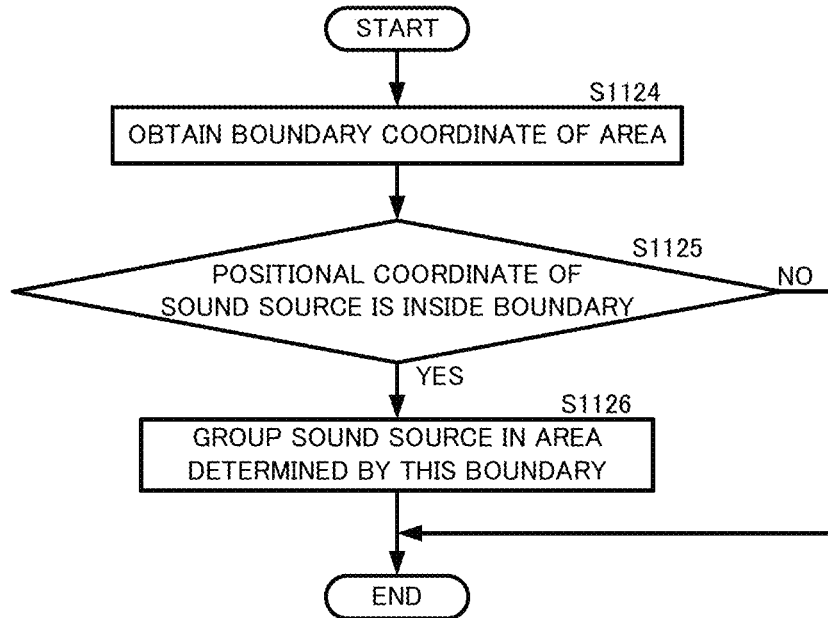 START
S1124
OBTAIN BOUNDARY COORDINATE OF AREA
S1125
POSITIONAL COORDINATE OF
SOUND SOURCE IS INSIDE BOUNDARY
NO
YES
S1126
GROUP SOUND SOURCE IN AREA
DETERMINED BY THIS BOUNDARY
END